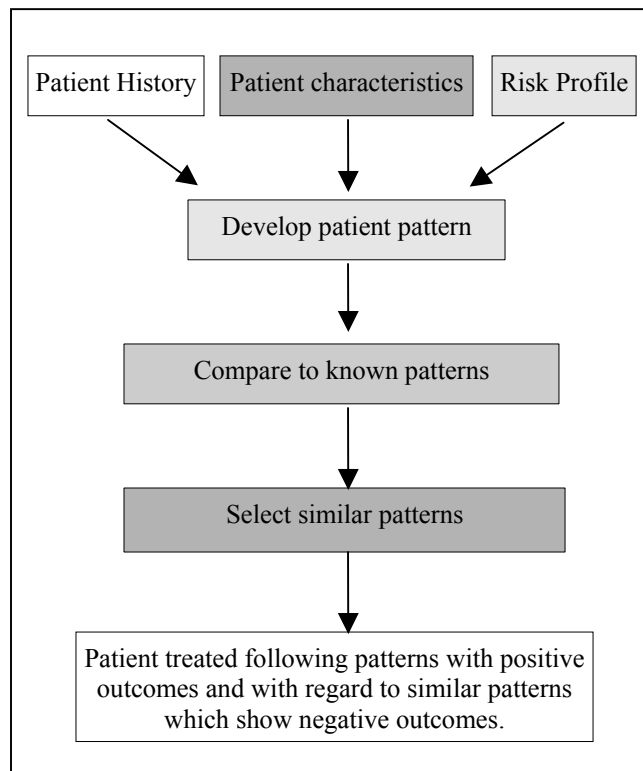 Patient History
Patient characteristics
Risk Profile
Develop patient pattern
Compare to known patterns
Select similar patterns
Patient treated following patterns with positive
outcomes and with regard to similar patterns
which show negative outcomes.